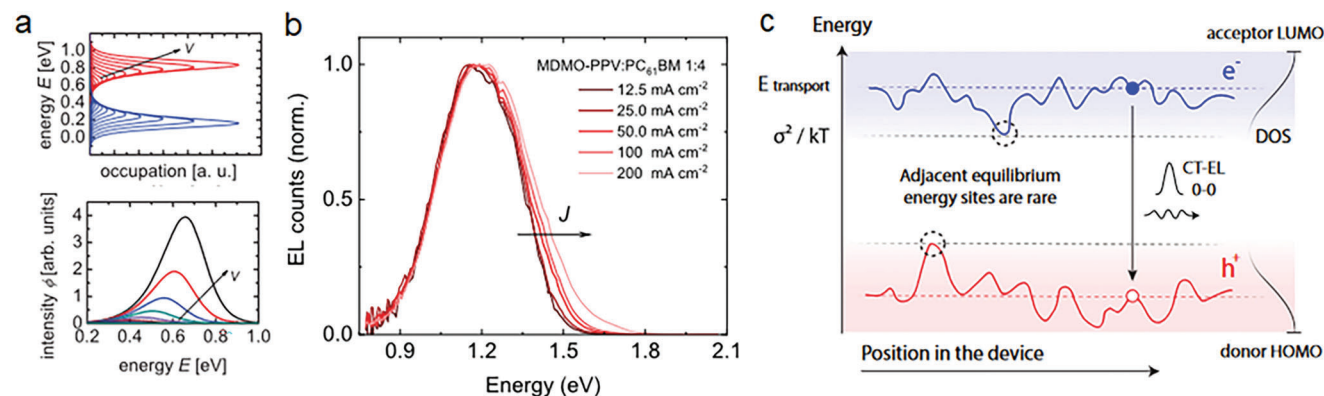 a
energy E [eV]
1.0
0.8
0.6
0.4
0.2
0.0
V
occupation [a. u.]
intensity ϕ [arb. units]
4
3
2
1
0
V
0.2 0.4 0.6 0.8 1.0
energy E [eV]
b
EL counts (norm.)
1.0
0.5
0.0
MDMO-PPV:PC₆₁BM 1:4
12.5 mA cm⁻²
25.0 mA cm⁻²
50.0 mA cm⁻²
100 mA cm⁻²
200 mA cm⁻²
J
0.9 1.2 1.5 1.8 2.1
Energy (eV)
c
Energy
acceptor LUMO
e⁻
E transport
σ² / kT
DOS
CT-EL
0-0
Adjacent equilibrium
energy sites are rare
h⁺
Position in the device
donor HOMO